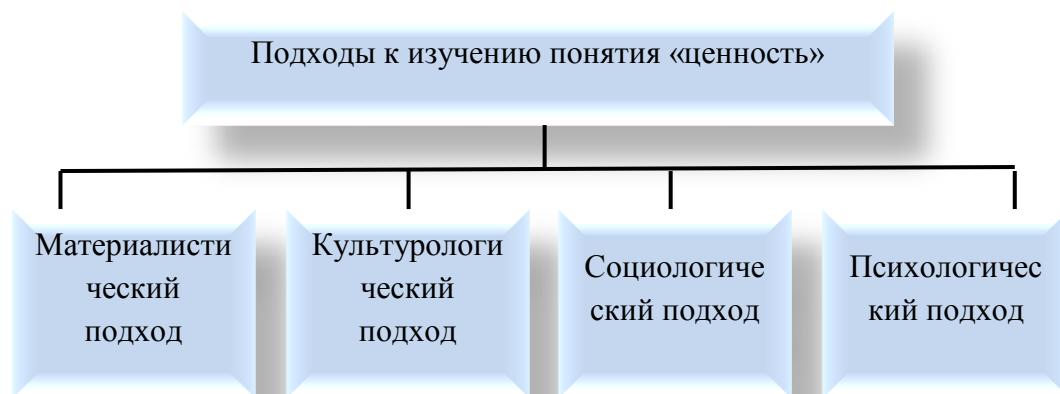 Подходы к изучению понятия «ценность»
Материалисти
ческий
подход
Культурологи
ческий
подход
Социологиче
ский подход
Психологичес
кий подход